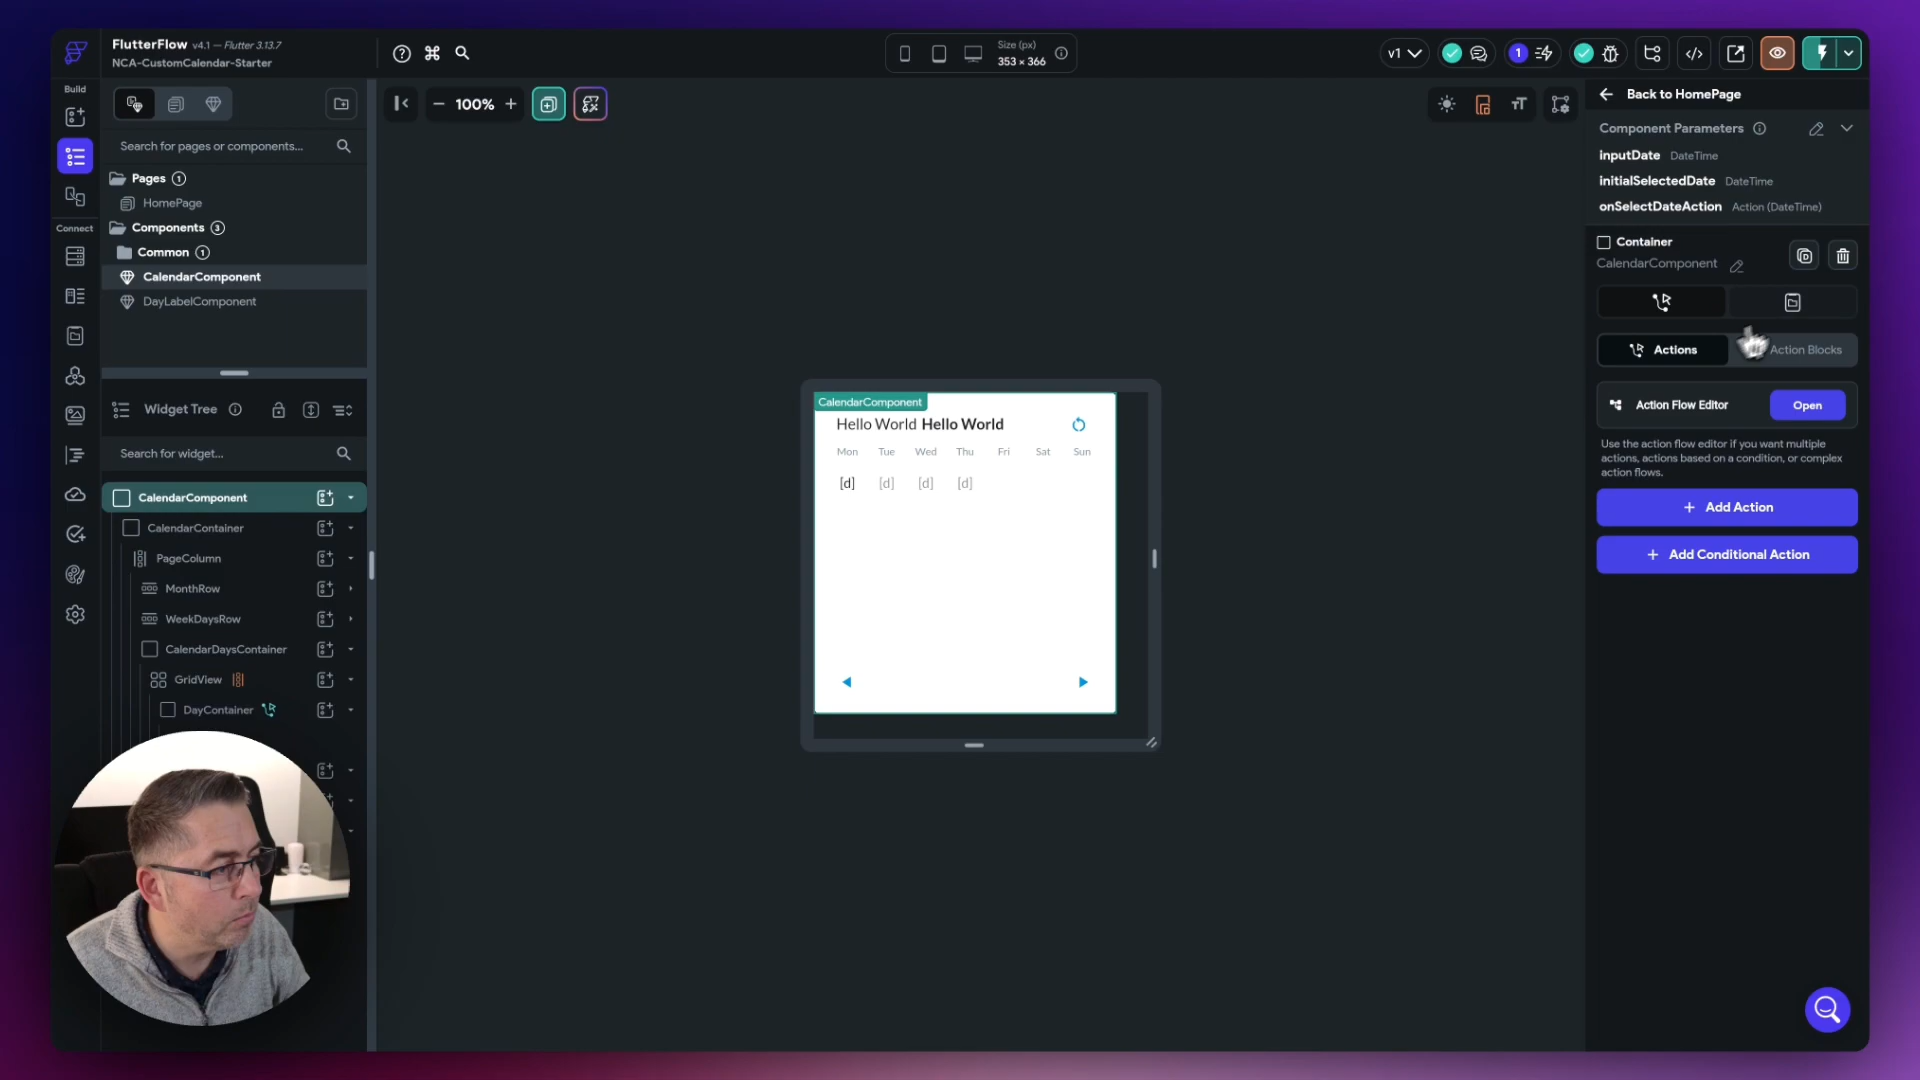 FlutterFlow v4.1 — Flutter 3.13.7
NCA-CustomCalendar-Starter
Size (px)
353 × 366
v1
1
Build
100%
Back to HomePage
Search for pages or components...
Component Parameters
inputDate DateTime
initialSelectedDate DateTime
onSelectDateAction Action (DateTime)
Pages 1
HomePage
Components 3
Common 1
CalendarComponent
DayLabelComponent
Connect
Container
CalendarComponent
Actions
Action Blocks
Action Flow Editor
Open
Use the action flow editor if you want multiple
actions, actions based on a condition, or complex
action flows.
+ Add Action
+ Add Conditional Action
Widget Tree
Search for widget...
CalendarComponent
CalendarContainer
PageColumn
MonthRow
WeekDaysRow
CalendarDaysContainer
GridView
DayContainer
CalendarComponent
Hello World Hello World
Mon Tue Wed Thu Fri Sat Sun
[d] [d] [d] [d]